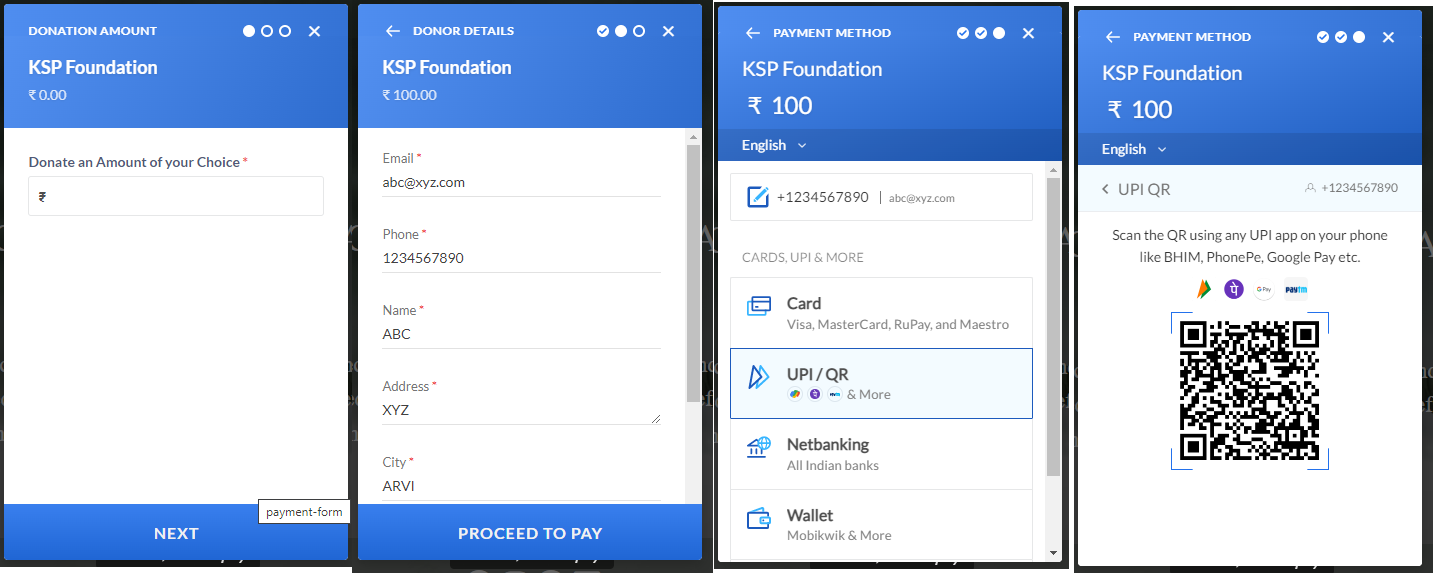 DONATION AMOUNT
KSP Foundation
₹ 0.00
Donate an Amount of your Choice *
₹
payment-form
NEXT
DONOR DETAILS
KSP Foundation
₹ 100.00
Email *
abc@xyz.com
Phone *
1234567890
Name *
ABC
Address *
XYZ
City *
ARVI
PROCEED TO PAY
PAYMENT METHOD
KSP Foundation
₹ 100
English
+1234567890 | abc@xyz.com
CARDS, UPI & MORE
Card
Visa, MasterCard, RuPay, and Maestro
UPI / QR
& More
Netbanking
All Indian banks
Wallet
Mobikwik & More
PAYMENT METHOD
KSP Foundation
₹ 100
English
UPI QR
+1234567890
Scan the QR using any UPI app on your phone
like BHIM, PhonePe, Google Pay etc.
पे G Pay paytm